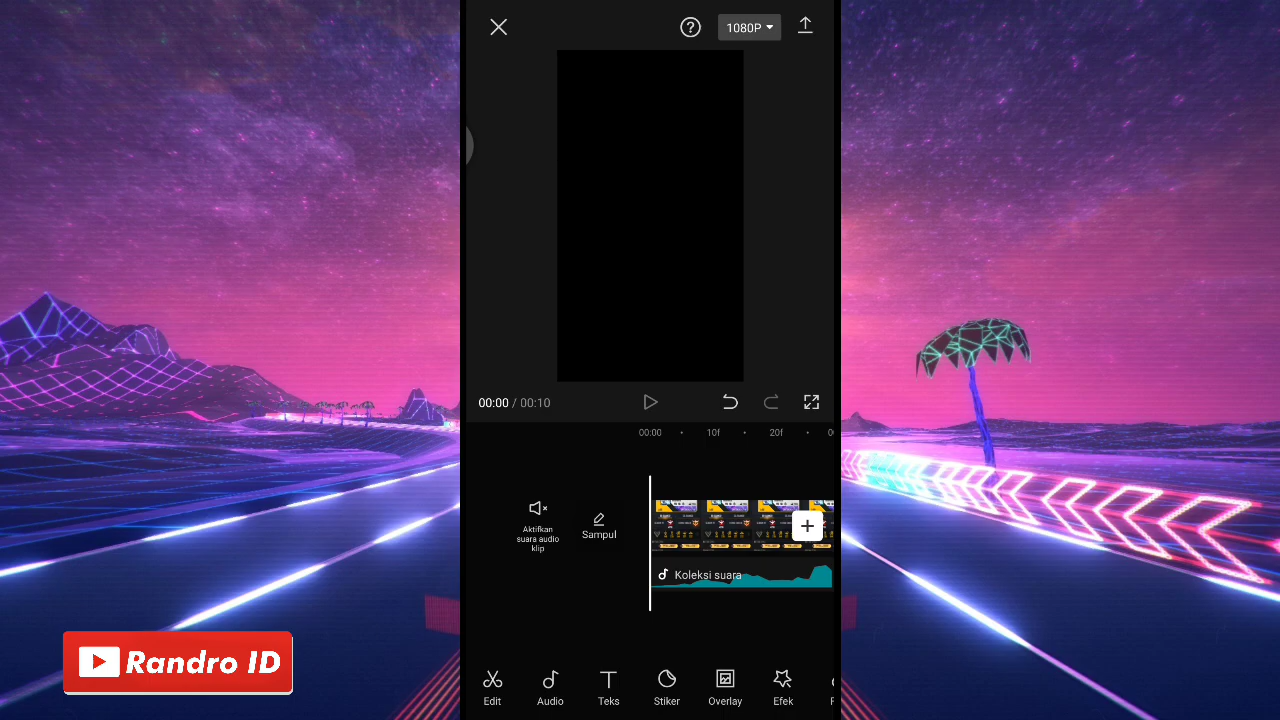 1080P
00:00 / 00:10
00:00
10f
20f
Aktifkan
suara audio
klip
Sampul
Koleksi suara
Edit
Audio
Teks
Stiker
Overlay
Efek
Randro ID